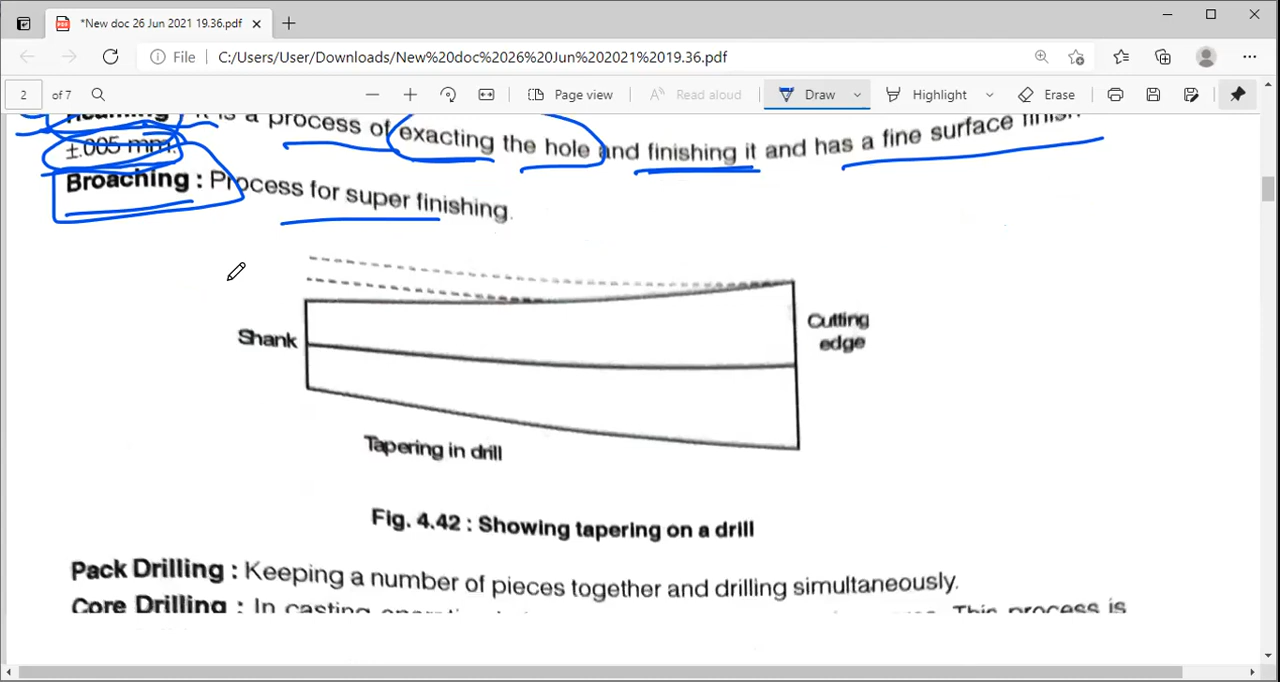 *New doc 26 Jun 2021 19.36.pdf
File
C:/Users/User/Downloads/New%20doc%2026%20Jun%202021%2019.36.pdf
2 of 7
Page view
Read aloud
Draw
Highlight
Erase
Reaming : It is a process of exacting the hole and finishing it and has a fine surface finish
±.005 mm.
Broaching : Process for super finishing.
Shank
Cutting
edge
Tapering in drill
Fig. 4.42 : Showing tapering on a drill
Pack Drilling : Keeping a number of pieces together and drilling simultaneously.
Core Drilling : In casting This process is